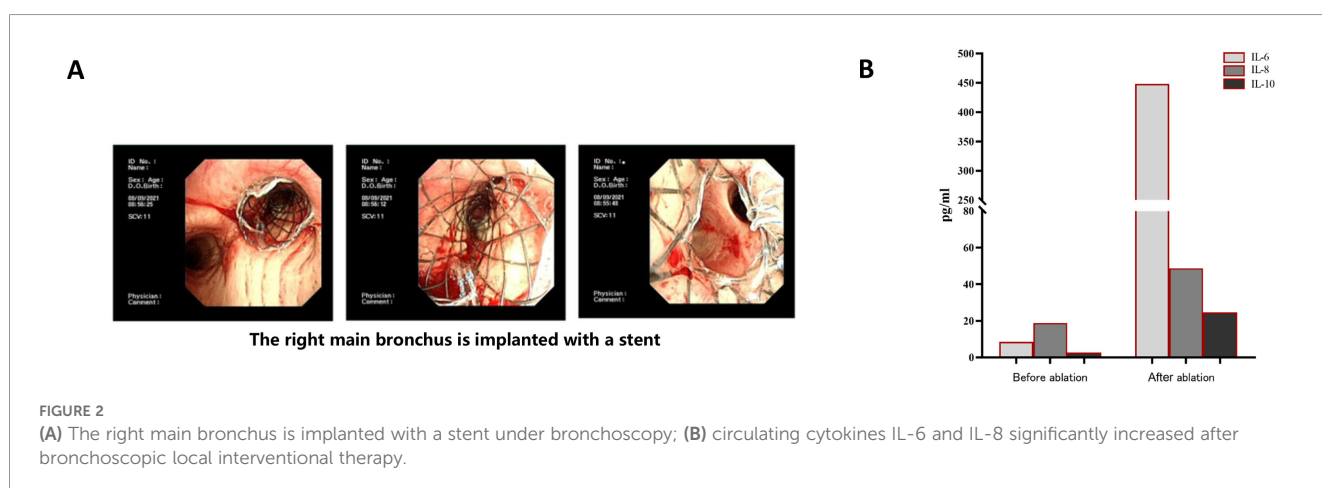 A
B
ID No. :
Name:
Sex: Age:
D.O.Birth:
08/09/2021
08:56:25
SCV:11
Physician:
Comment:
ID No. :
Name:
Sex: Age:
D.O.Birth:
08/09/2021
08:56:12
SCV:11
Physician:
Comment:
ID No. :.
Name:
Sex: Age:
D.O.Birth:
08/09/2021
08:55:48
SCV:11
Physician:
Comment:
The right main bronchus is implanted with a stent
500
450
400
350
300
250
80
60
40
20
0
pg/ml
IL-6
IL-8
IL-10
Before ablation
After ablation
FIGURE 2
(A) The right main bronchus is implanted with a stent under bronchoscopy; (B) circulating cytokines IL-6 and IL-8 significantly increased after
bronchoscopic local interventional therapy.